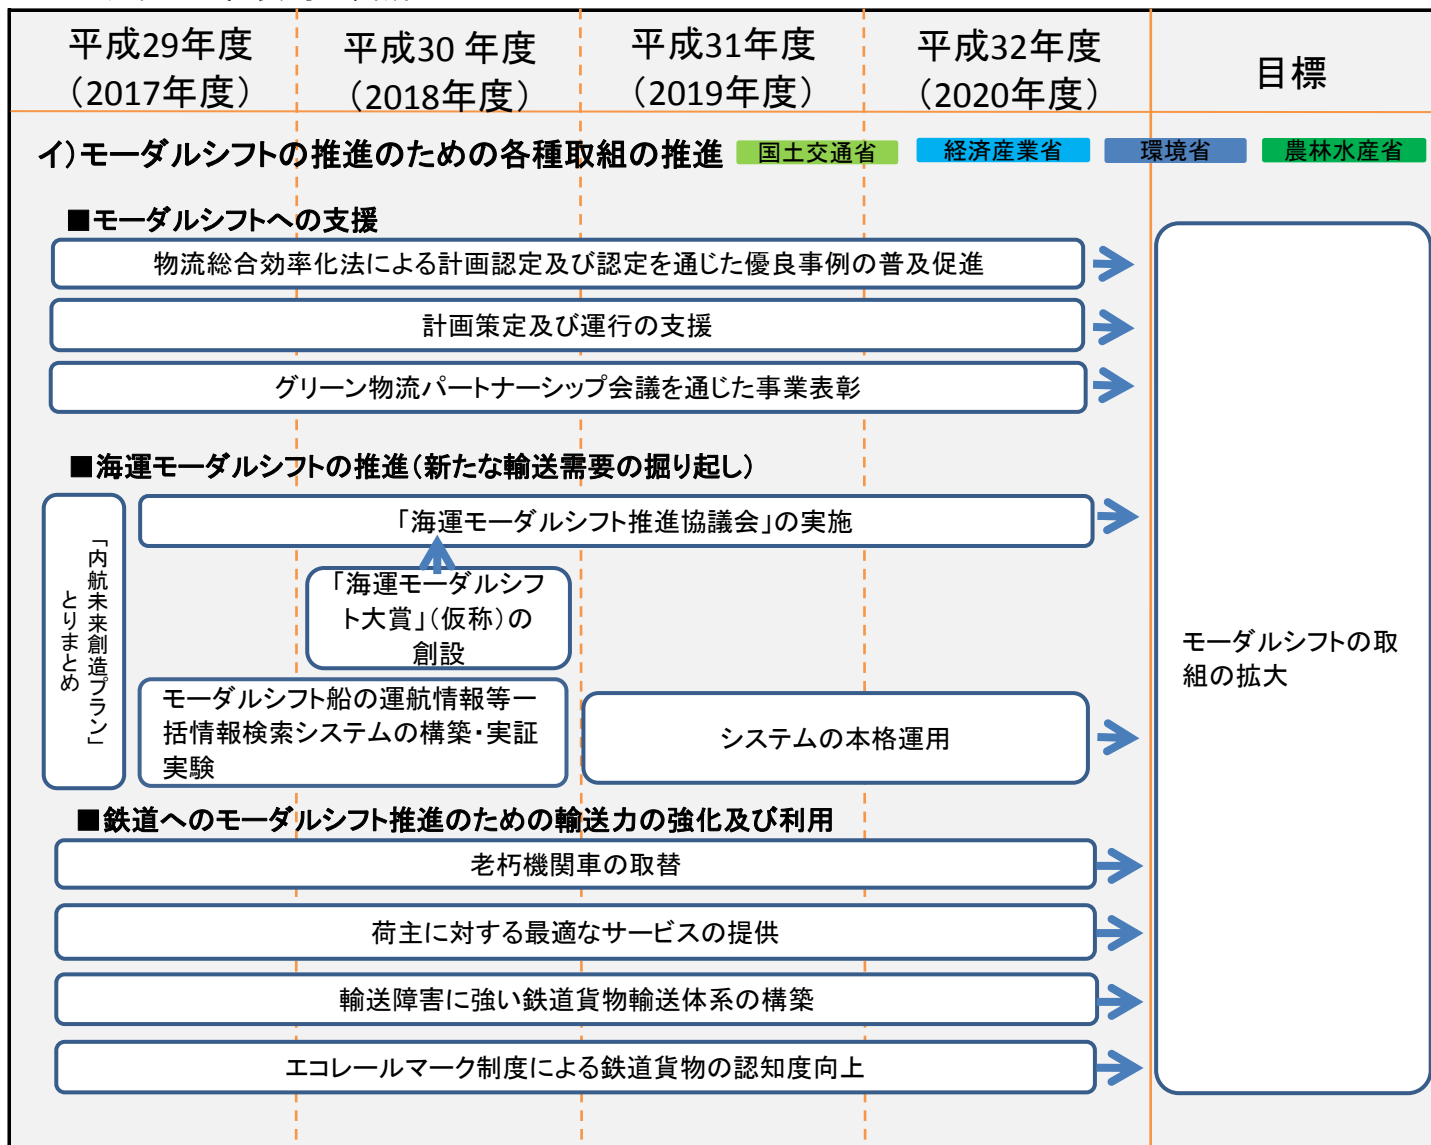 平成29年度
（2017年度）
平成30 年度
（2018年度）
平成31年度
（2019年度）
平成32年度
（2020年度）
目標
イ）モーダルシフトの推進のための各種取組の推進
国土交通省
経済産業省
環境省
農林水産省
■モーダルシフトへの支援
物流総合効率化法による計画認定及び認定を通じた優良事例の普及促進
計画策定及び運行の支援
グリーン物流パートナーシップ会議を通じた事業表彰
■海運モーダルシフトの推進（新たな輸送需要の掘り起し）
「内航未来創造プラン」
とりまとめ
「海運モーダルシフト推進協議会」の実施
「海運モーダルシフ
ト大賞」（仮称）の
創設
モーダルシフト船の運航情報等一
括情報検索システムの構築・実証
実験
システムの本格運用
■鉄道へのモーダルシフト推進のための輸送力の強化及び利用
老朽機関車の取替
荷主に対する最適なサービスの提供
輸送障害に強い鉄道貨物輸送体系の構築
エコレールマーク制度による鉄道貨物の認知度向上
モーダルシフトの取
組の拡大